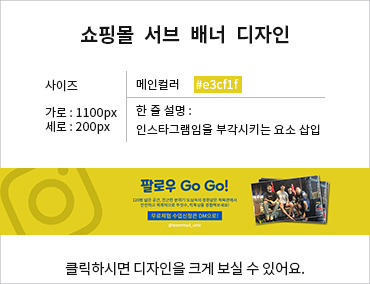 쇼핑몰 서브 배너 디자인
사이즈
메인컬러 #e3cf1f
가로 : 1100px
세로 : 200px
한 줄 설명 :
인스타그램임을 부각시키는 요소 삽입
팔로우 Go Go!
무료체험 수업신청은 DM으로!
클릭하시면 디자인을 크게 보실 수 있어요.